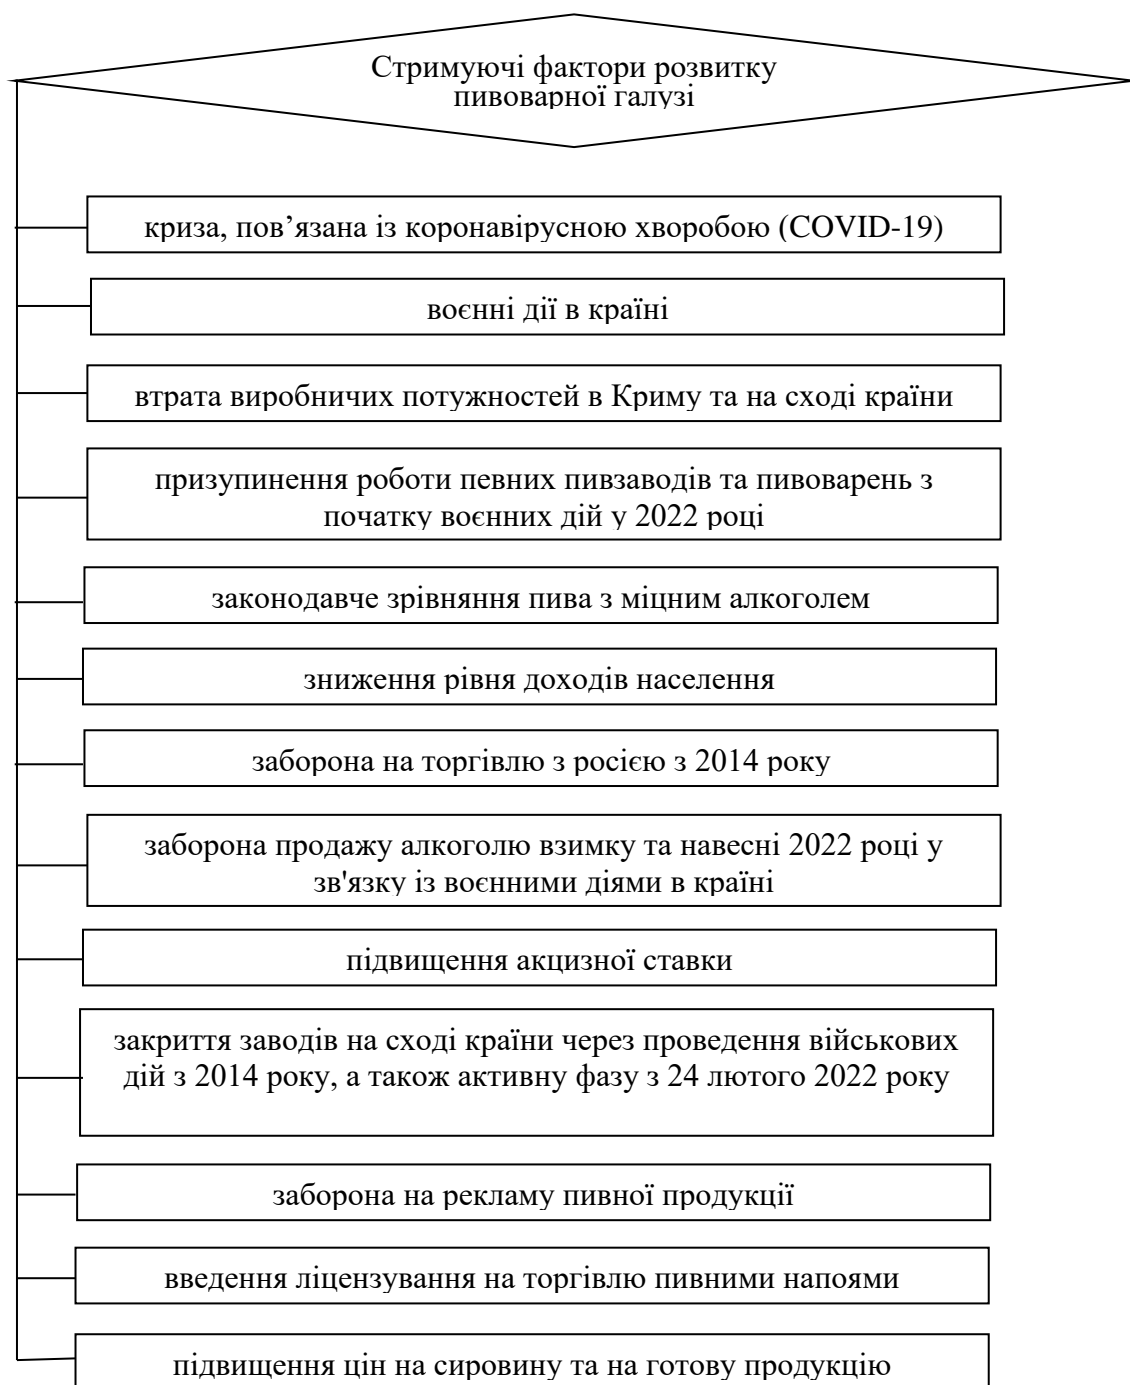 Стримуючі фактори розвитку
пивоварної галузі
криза, пов’язана із коронавірусною хворобою (COVID-19)
воєнні дії в країні
втрата виробничих потужностей в Криму та на сході країни
призупинення роботи певних пивзаводів та пивоварень з
початку воєнних дій у 2022 році
законодавче зрівняння пива з міцним алкоголем
зниження рівня доходів населення
заборона на торгівлю з росією з 2014 року
заборона продажу алкоголю взимку та навесні 2022 році у
зв'язку із воєнними діями в країні
підвищення акцизної ставки
закриття заводів на сході країни через проведення військових
дій з 2014 року, а також активну фазу з 24 лютого 2022 року
заборона на рекламу пивної продукції
введення ліцензування на торгівлю пивними напоями
підвищення цін на сировину та на готову продукцію